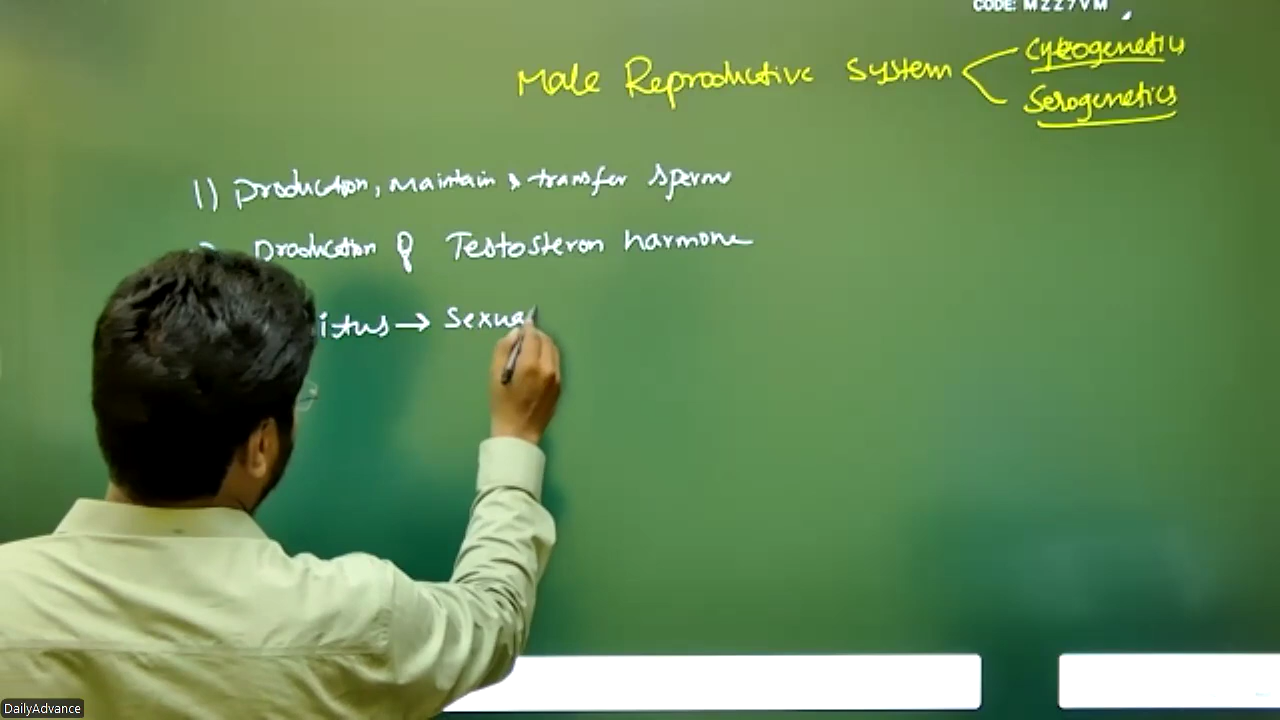 CODE: MZZ7VM
Male Reproductive System
Cytogenetics
Serogenetics
1) Production, Maintain & transfer sperm
Production of Testosteron harmone
itus → Sexua
DailyAdvance